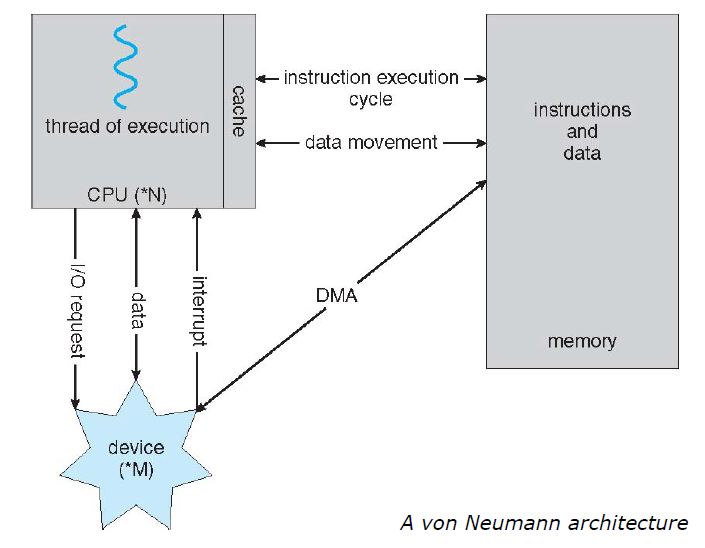 thread of execution
cache
CPU (*N)
instruction execution
cycle
data movement
instructions
and
data
memory
I/O request
data
interrupt
DMA
device
(*M)
A von Neumann architecture